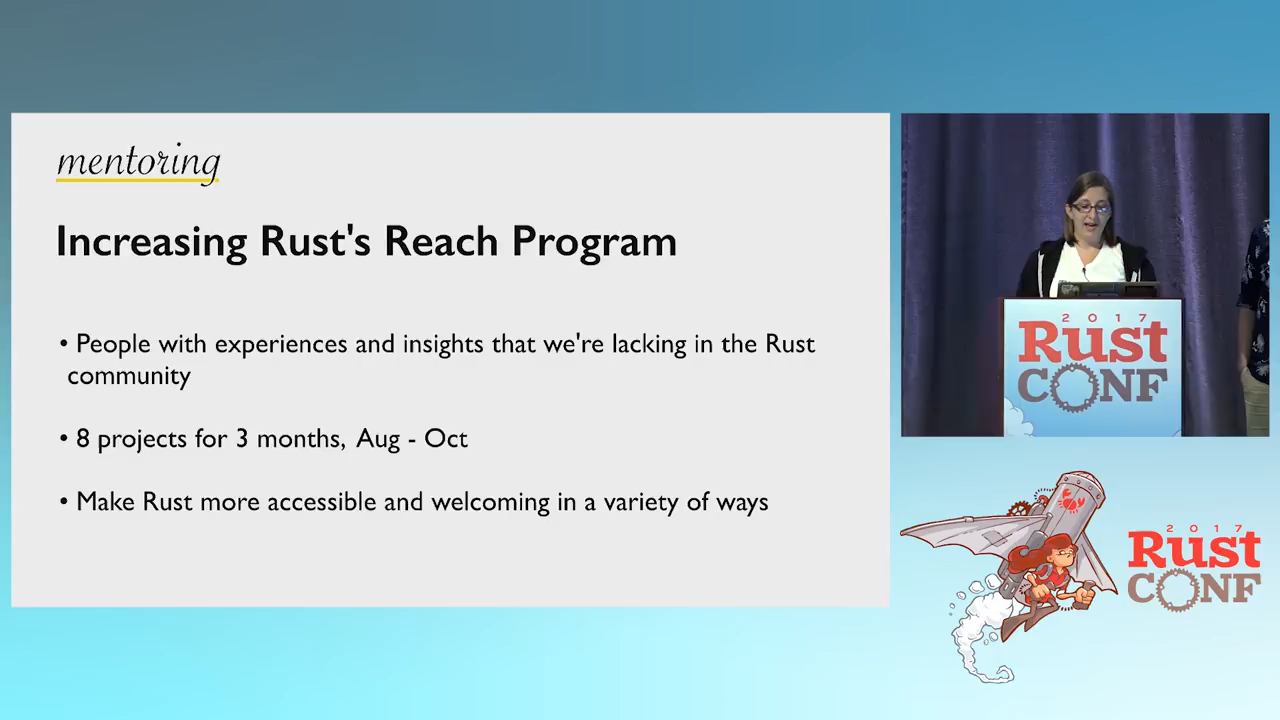 mentoring
Increasing Rust's Reach Program
• People with experiences and insights that we're lacking in the Rust
community
• 8 projects for 3 months, Aug - Oct
• Make Rust more accessible and welcoming in a variety of ways
2017
Rust
CONF
2017
Rust
CONF